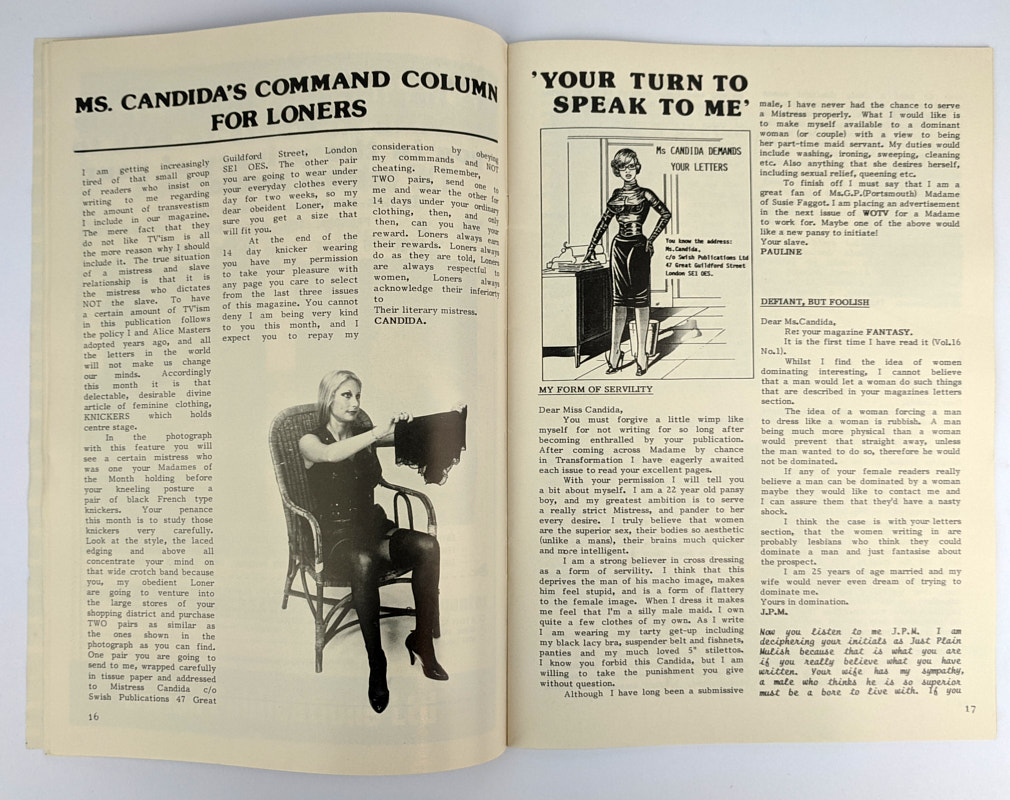 MS. CANDIDA'S COMMAND COLUMN
FOR LONERS
I am getting increasingly
tired of that small group
of readers who insist on
writing to me regarding
the amount of transvestism
I include in our magazine.
The mere fact that they
do not like TV'ism is all
the more reason why I should
include it. The true situation
of a mistress and slave
relationship is that it is
the mistress who dictates
NOT the slave. To have
a certain amount of TV'ism
in this publication follows
the policy I and Alice Masters
adopted years ago, and all
the letters in the world
will not make us change
our minds. Accordingly
this month it is that
delectable, desirable divine
article of feminine clothing,
KNICKERS which holds
centre stage.
In the photograph
with this feature you will
see a certain mistress who
was one your Madames of
the Month holding before
your kneeling posture a
pair of black French type
knickers. Your penance
this month is to study those
knickers very carefully.
Look at the style, the laced
edging and above all
concentrate your mind on
that wide crotch band because
you, my obedient Loner
are going to venture into
the large stores of your
shopping district and purchase
TWO pairs as similar as
the ones shown in the
photograph as you can find.
One pair you are going to
send to me, wrapped carefully
in tissue paper and addressed
to Mistress Candida c/o
Swish Publications 47 Great
Guildford Street, London
SE1 OES. The other pair
you are going to wear under
your everyday clothes every
day for two weeks, so my
dear obeident Loner, make
sure you get a size that
will fit you.
At the end of the
14 day knicker wearing
you have my permission
to take your pleasure with
any page you care to select
from the last three issues
of this magazine. You cannot
deny I am being very kind
to you this month, and I
expect you to repay my
consideration by obeying
my commmands and NOT
cheating. Remember,
TWO pairs, send one to
me and wear the other for
14 days under your ordinary
clothing, then, and only
then, can you have your
reward. Loners always earn
their rewards. Loners always
do as they are told, Loners
are always respectful to
women, Loners always
acknowledge their inferiority
to
Their literary mistress.
CANDIDA.
16
'YOUR TURN TO
SPEAK TO ME'
Ms CANDIDA DEMANDS
YOUR LETTERS
You know the address:
Ms.Candida,
c/o Swish Publications Ltd
47 Great Guildford Street
London SE1 OES.
MY FORM OF SERVILITY
Dear Miss Candida,
You must forgive a little wimp like
myself for not writing for so long after
becoming enthralled by your publication.
After coming across Madame by chance
in Transformation I have eagerly awaited
each issue to read your excellent pages.
With your permission I will tell you
a bit about myself. I am a 22 year old pansy
boy, and my greatest ambition is to serve
a really strict Mistress, and pander to her
every desire. I truly believe that women
are the superior sex, their bodies so aesthetic
(unlike a mans), their brains much quicker
and more intelligent.
I am a strong believer in cross dressing
as a form of servility. I think that this
deprives the man of his macho image, makes
him feel stupid, and is a form of flattery
to the female image. When I dress it makes
me feel that I'm a silly male maid. I own
quite a few clothes of my own. As I write
I am wearing my tarty get-up including
my black lacy bra, suspender belt and fishnets,
panties and my much loved 5" stilettos.
I know you forbid this Candida, but I am
willing to take the punishment you give
without question.
Although I have long been a submissive
male, I have never had the chance to serve
a Mistress properly. What I would like is
to make myself available to a dominant
woman (or couple) with a view to being
her part-time maid servant. My duties would
include washing, ironing, sweeping, cleaning
etc. Also anything that she desires herself,
including sexual relief, queening etc.
To finish off I must say that I am a
great fan of Ms.G.P.(Portsmouth) Madame
of Susie Faggot. I am placing an advertisement
in the next issue of WOTV for a Madame
to work for. Maybe one of the above would
like a new pansy to initiate!
Your slave.
PAULINE
DEFIANT, BUT FOOLISH
Dear Ms.Candida,
Re: your magazine FANTASY.
It is the first time I have read it (Vol.16
No.1).
Whilst I find the idea of women
dominating interesting, I cannot believe
that a man would let a woman do such things
that are described in your magazines letters
section.
The idea of a woman forcing a man
to dress like a woman is rubbish. A man
being much more physical than a woman
would prevent that straight away, unless
the man wanted to do so, therefore he would
not be dominated.
If any of your female readers really
believe a man can be dominated by a woman
maybe they would like to contact me and
I can assure them that they'd have a nasty
shock.
I think the case is with your letters
section, that the women writing in are
probably lesbians who think they could
dominate a man and just fantasise about
the prospect.
I am 25 years of age married and my
wife would never even dream of trying to
dominate me.
Yours in domination.
J.P.M.
Now you listen to me J.P.M. I am
deciphering your initials as Just Plain
Mulish because that is what you are
if you really believe what you have
written. Your wife has my sympathy,
a male who thinks he is so superior
must be a bore to live with. If you
17